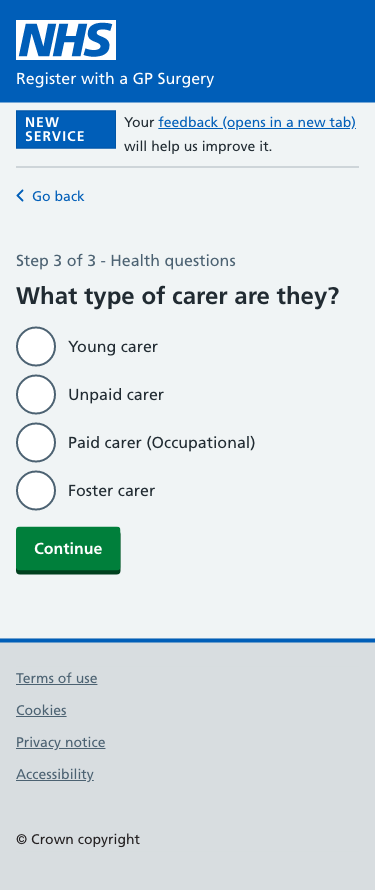 NHS
Register with a GP Surgery
NEW
SERVICE
Your feedback (opens in a new tab)
will help us improve it.
Go back
Step 3 of 3 - Health questions
What type of carer are they?
Young carer
Unpaid carer
Paid carer (Occupational)
Foster carer
Continue
Terms of use
Cookies
Privacy notice
Accessibility
© Crown copyright